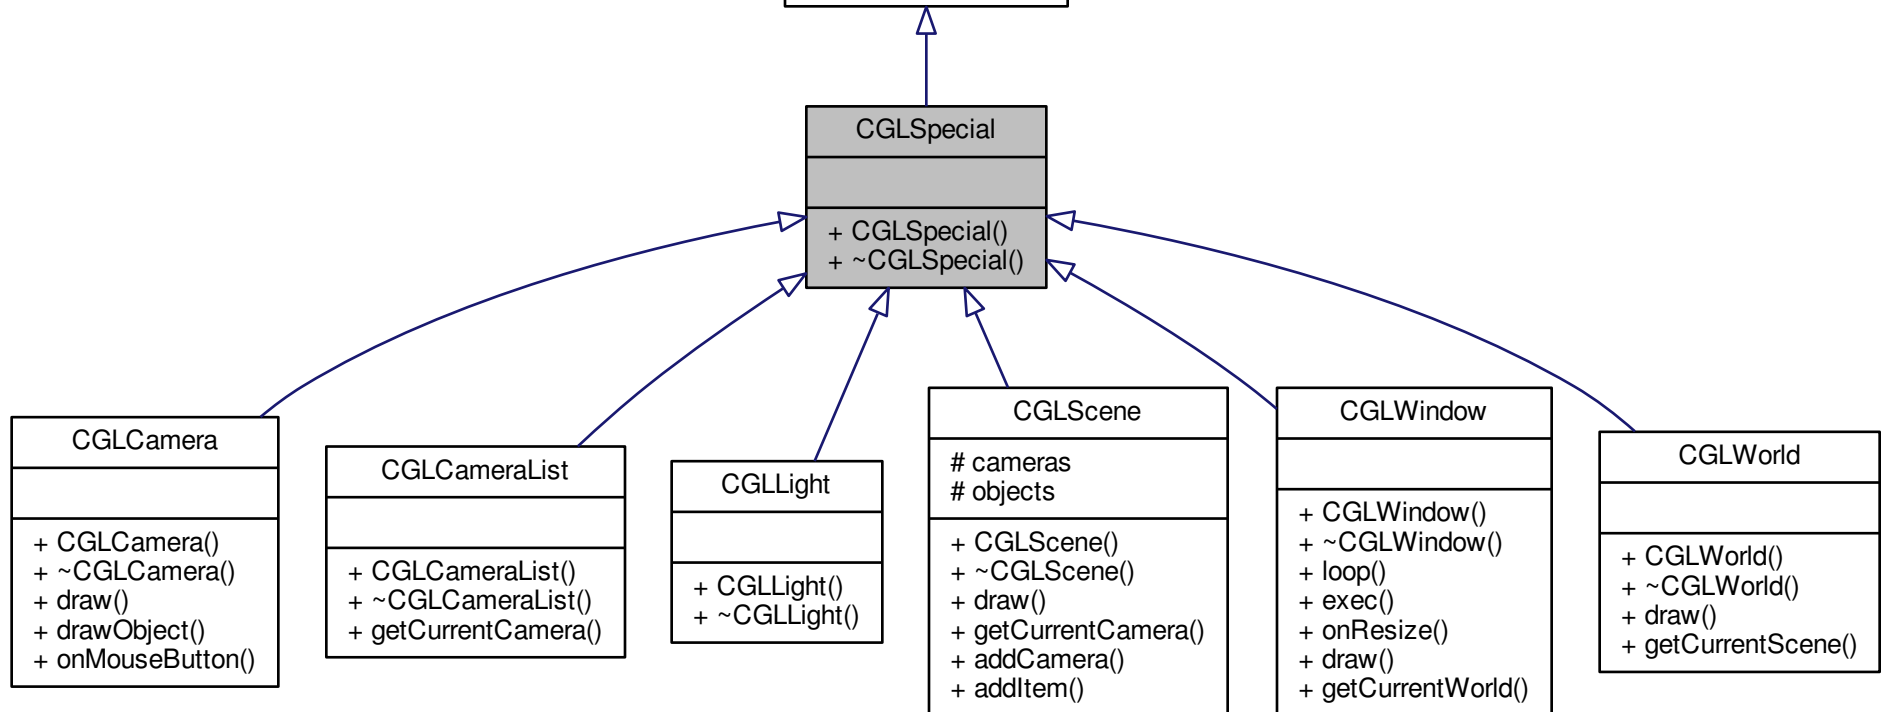 CGLSpecial
+ CGLSpecial()
+ ~CGLSpecial()
CGLCamera
+ CGLCamera()
+ ~CGLCamera()
+ draw()
+ drawObject()
+ onMouseButton()
CGLCameraList
+ CGLCameraList()
+ ~CGLCameraList()
+ getCurrentCamera()
CGLLight
+ CGLLight()
+ ~CGLLight()
CGLScene
# cameras
# objects
+ CGLScene()
+ ~CGLScene()
+ draw()
+ getCurrentCamera()
+ addCamera()
+ addItem()
CGLWindow
+ CGLWindow()
+ ~CGLWindow()
+ loop()
+ exec()
+ onResize()
+ draw()
+ getCurrentWorld()
CGLWorld
+ CGLWorld()
+ ~CGLWorld()
+ draw()
+ getCurrentScene()